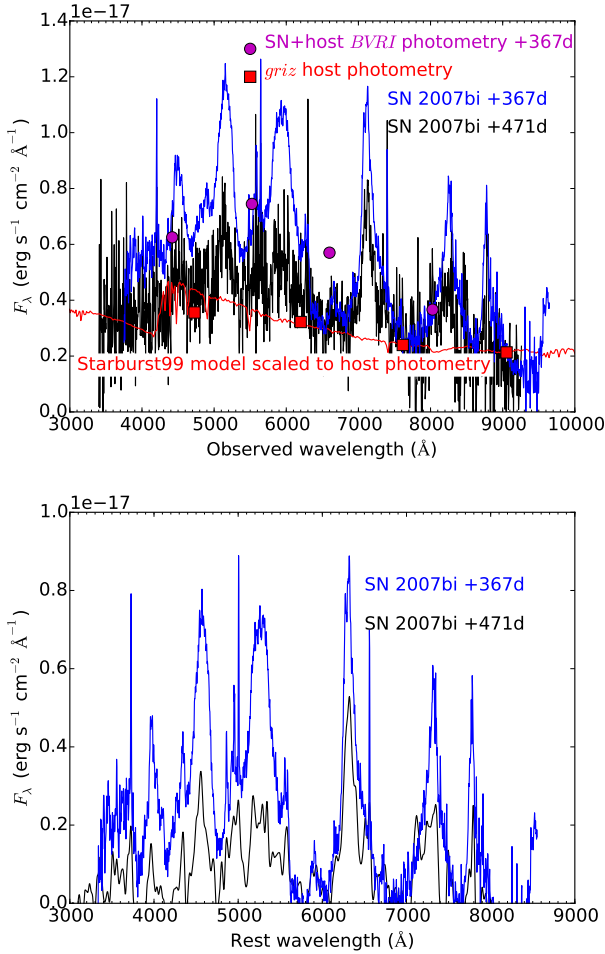 1e−17
1.4
1.2
1.0
0.8
0.6
0.4
0.2
0.0
F_λ (erg s^−1 cm^−2 Å^−1)
SN+host BVRI photometry +367d
griz host photometry
SN 2007bi +367d
SN 2007bi +471d
Starburst99 model scaled to host photometry
3000 4000 5000 6000 7000 8000 9000 10000
Observed wavelength (Å)
1e−17
1.0
0.8
0.6
0.4
0.2
0.0
F_λ (erg s^−1 cm^−2 Å^−1)
SN 2007bi +367d
SN 2007bi +471d
3000 4000 5000 6000 7000 8000 9000
Rest wavelength (Å)